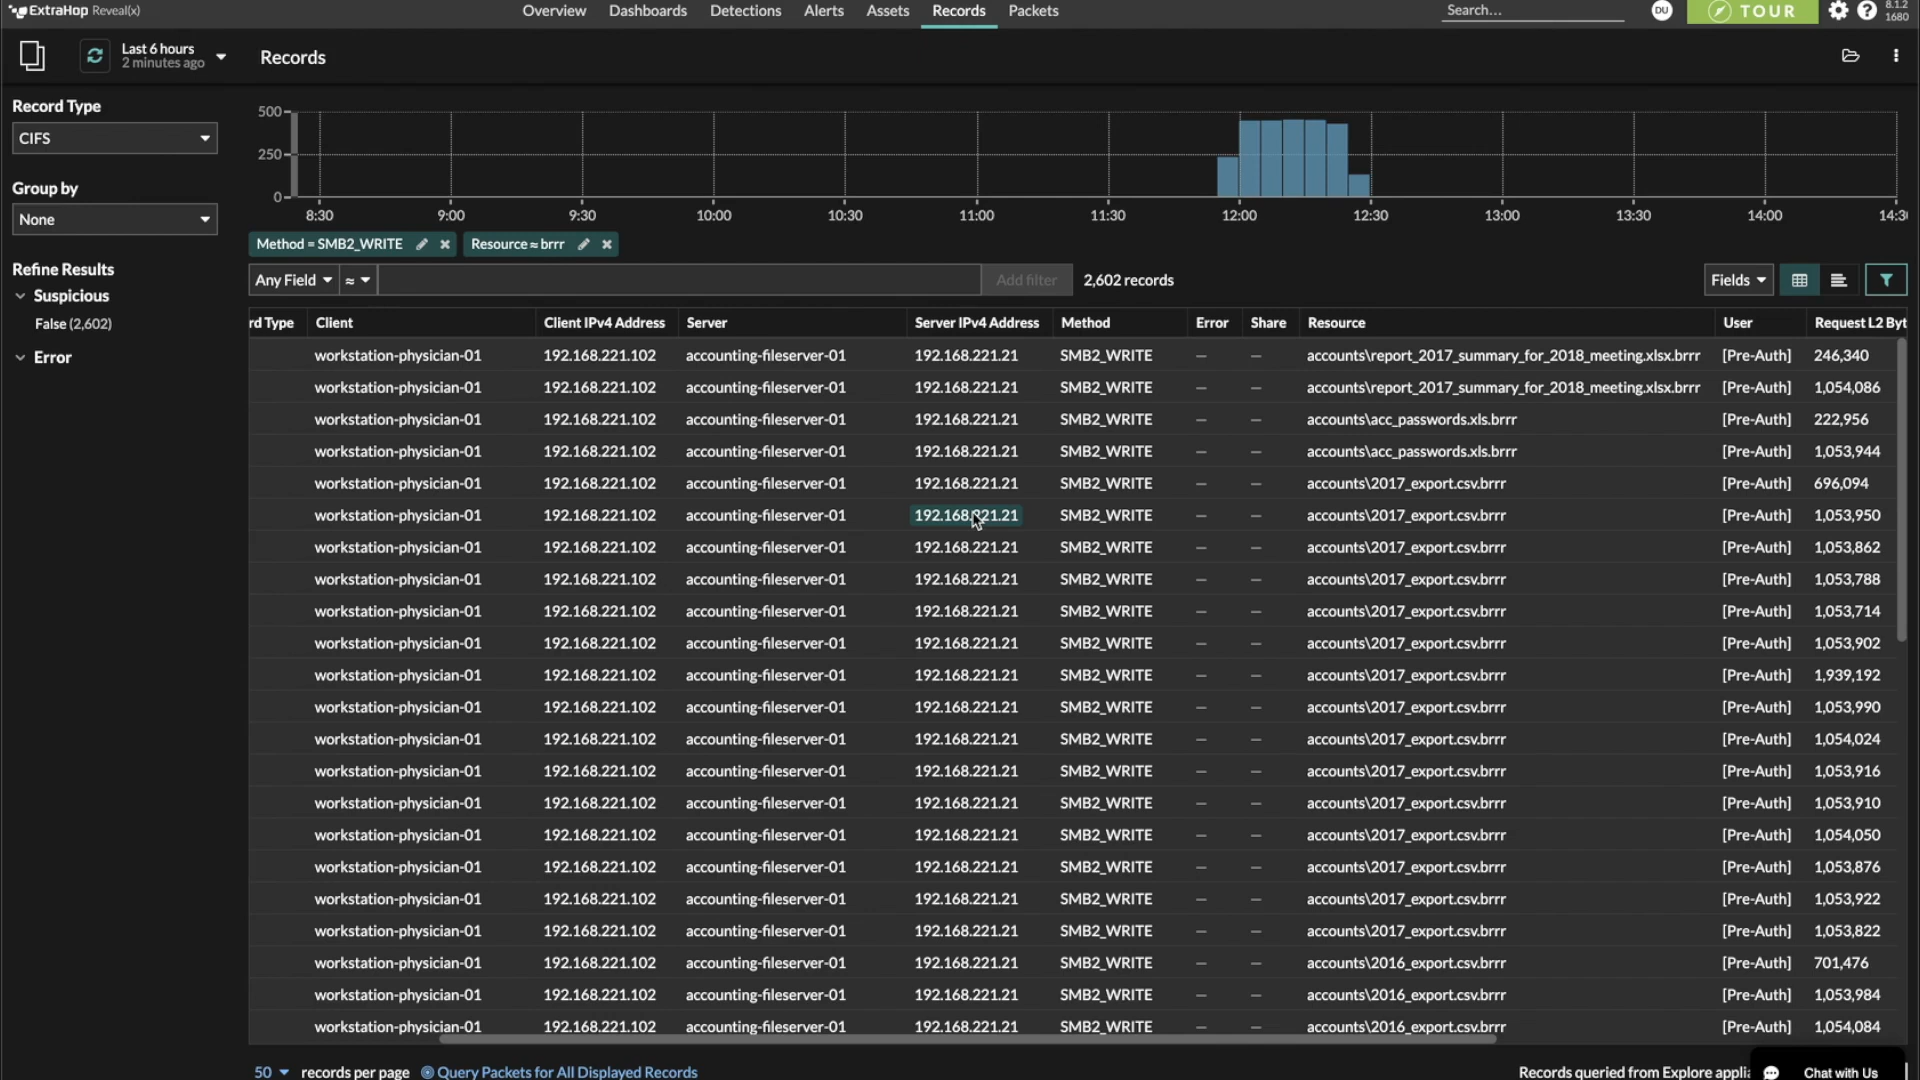 ExtraHop Reveal(x) Overview Dashboards Detections Alerts Assets Records Packets Search... DU TOUR 8.1.2 1680
Last 6 hours
2 minutes ago
Records
Record Type
CIFS
Group by
None
Refine Results
Suspicious
False (2,602)
Error
500
250
0
8:30 9:00 9:30 10:00 10:30 11:00 11:30 12:00 12:30 13:00 13:30 14:00 14:3
Method = SMB2_WRITE Resource ≈ brrr
Any Field ≈ Add filter 2,602 records Fields
rd Type Client Client IPv4 Address Server Server IPv4 Address Method Error Share Resource User Request L2 Byt
workstation-physician-01 192.168.221.102 accounting-fileserver-01 192.168.221.21 SMB2_WRITE — — accounts\report_2017_summary_for_2018_meeting.xlsx.brrr [Pre-Auth] 246,340
workstation-physician-01 192.168.221.102 accounting-fileserver-01 192.168.221.21 SMB2_WRITE — — accounts\report_2017_summary_for_2018_meeting.xlsx.brrr [Pre-Auth] 1,054,086
workstation-physician-01 192.168.221.102 accounting-fileserver-01 192.168.221.21 SMB2_WRITE — — accounts\acc_passwords.xls.brrr [Pre-Auth] 222,956
workstation-physician-01 192.168.221.102 accounting-fileserver-01 192.168.221.21 SMB2_WRITE — — accounts\acc_passwords.xls.brrr [Pre-Auth] 1,053,944
workstation-physician-01 192.168.221.102 accounting-fileserver-01 192.168.221.21 SMB2_WRITE — — accounts\2017_export.csv.brrr [Pre-Auth] 696,094
workstation-physician-01 192.168.221.102 accounting-fileserver-01 192.168.221.21 SMB2_WRITE — — accounts\2017_export.csv.brrr [Pre-Auth] 1,053,950
workstation-physician-01 192.168.221.102 accounting-fileserver-01 192.168.221.21 SMB2_WRITE — — accounts\2017_export.csv.brrr [Pre-Auth] 1,053,862
workstation-physician-01 192.168.221.102 accounting-fileserver-01 192.168.221.21 SMB2_WRITE — — accounts\2017_export.csv.brrr [Pre-Auth] 1,053,788
workstation-physician-01 192.168.221.102 accounting-fileserver-01 192.168.221.21 SMB2_WRITE — — accounts\2017_export.csv.brrr [Pre-Auth] 1,053,714
workstation-physician-01 192.168.221.102 accounting-fileserver-01 192.168.221.21 SMB2_WRITE — — accounts\2017_export.csv.brrr [Pre-Auth] 1,053,902
workstation-physician-01 192.168.221.102 accounting-fileserver-01 192.168.221.21 SMB2_WRITE — — accounts\2017_export.csv.brrr [Pre-Auth] 1,939,192
workstation-physician-01 192.168.221.102 accounting-fileserver-01 192.168.221.21 SMB2_WRITE — — accounts\2017_export.csv.brrr [Pre-Auth] 1,053,990
workstation-physician-01 192.168.221.102 accounting-fileserver-01 192.168.221.21 SMB2_WRITE — — accounts\2017_export.csv.brrr [Pre-Auth] 1,054,024
workstation-physician-01 192.168.221.102 accounting-fileserver-01 192.168.221.21 SMB2_WRITE — — accounts\2017_export.csv.brrr [Pre-Auth] 1,053,916
workstation-physician-01 192.168.221.102 accounting-fileserver-01 192.168.221.21 SMB2_WRITE — — accounts\2017_export.csv.brrr [Pre-Auth] 1,053,910
workstation-physician-01 192.168.221.102 accounting-fileserver-01 192.168.221.21 SMB2_WRITE — — accounts\2017_export.csv.brrr [Pre-Auth] 1,054,050
workstation-physician-01 192.168.221.102 accounting-fileserver-01 192.168.221.21 SMB2_WRITE — — accounts\2017_export.csv.brrr [Pre-Auth] 1,053,876
workstation-physician-01 192.168.221.102 accounting-fileserver-01 192.168.221.21 SMB2_WRITE — — accounts\2017_export.csv.brrr [Pre-Auth] 1,053,922
workstation-physician-01 192.168.221.102 accounting-fileserver-01 192.168.221.21 SMB2_WRITE — — accounts\2017_export.csv.brrr [Pre-Auth] 1,053,822
workstation-physician-01 192.168.221.102 accounting-fileserver-01 192.168.221.21 SMB2_WRITE — — accounts\2016_export.csv.brrr [Pre-Auth] 701,476
workstation-physician-01 192.168.221.102 accounting-fileserver-01 192.168.221.21 SMB2_WRITE — — accounts\2016_export.csv.brrr [Pre-Auth] 1,053,984
workstation-physician-01 192.168.221.102 accounting-fileserver-01 192.168.221.21 SMB2_WRITE — — accounts\2016_export.csv.brrr [Pre-Auth] 1,054,084
50 records per page Query Packets for All Displayed Records Records queried from Explore applia Chat with Us